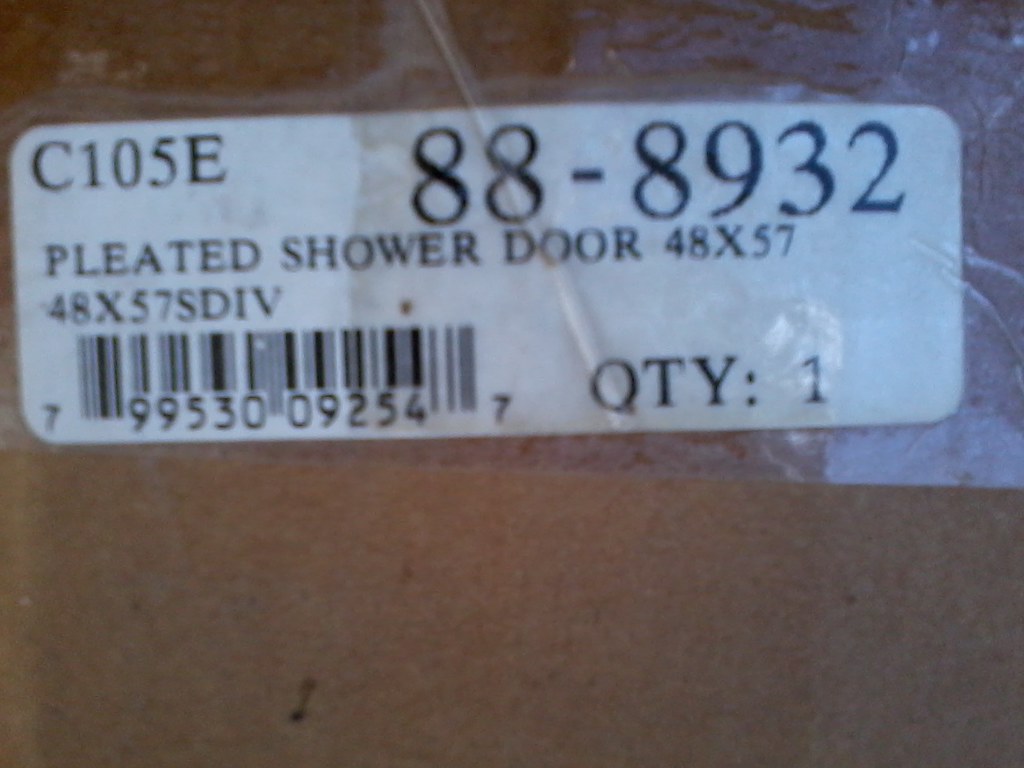 C105E 88-8932
PLEATED SHOWER DOOR 48X57
48X57SDIV
QTY: 1
7 99530 09254 7